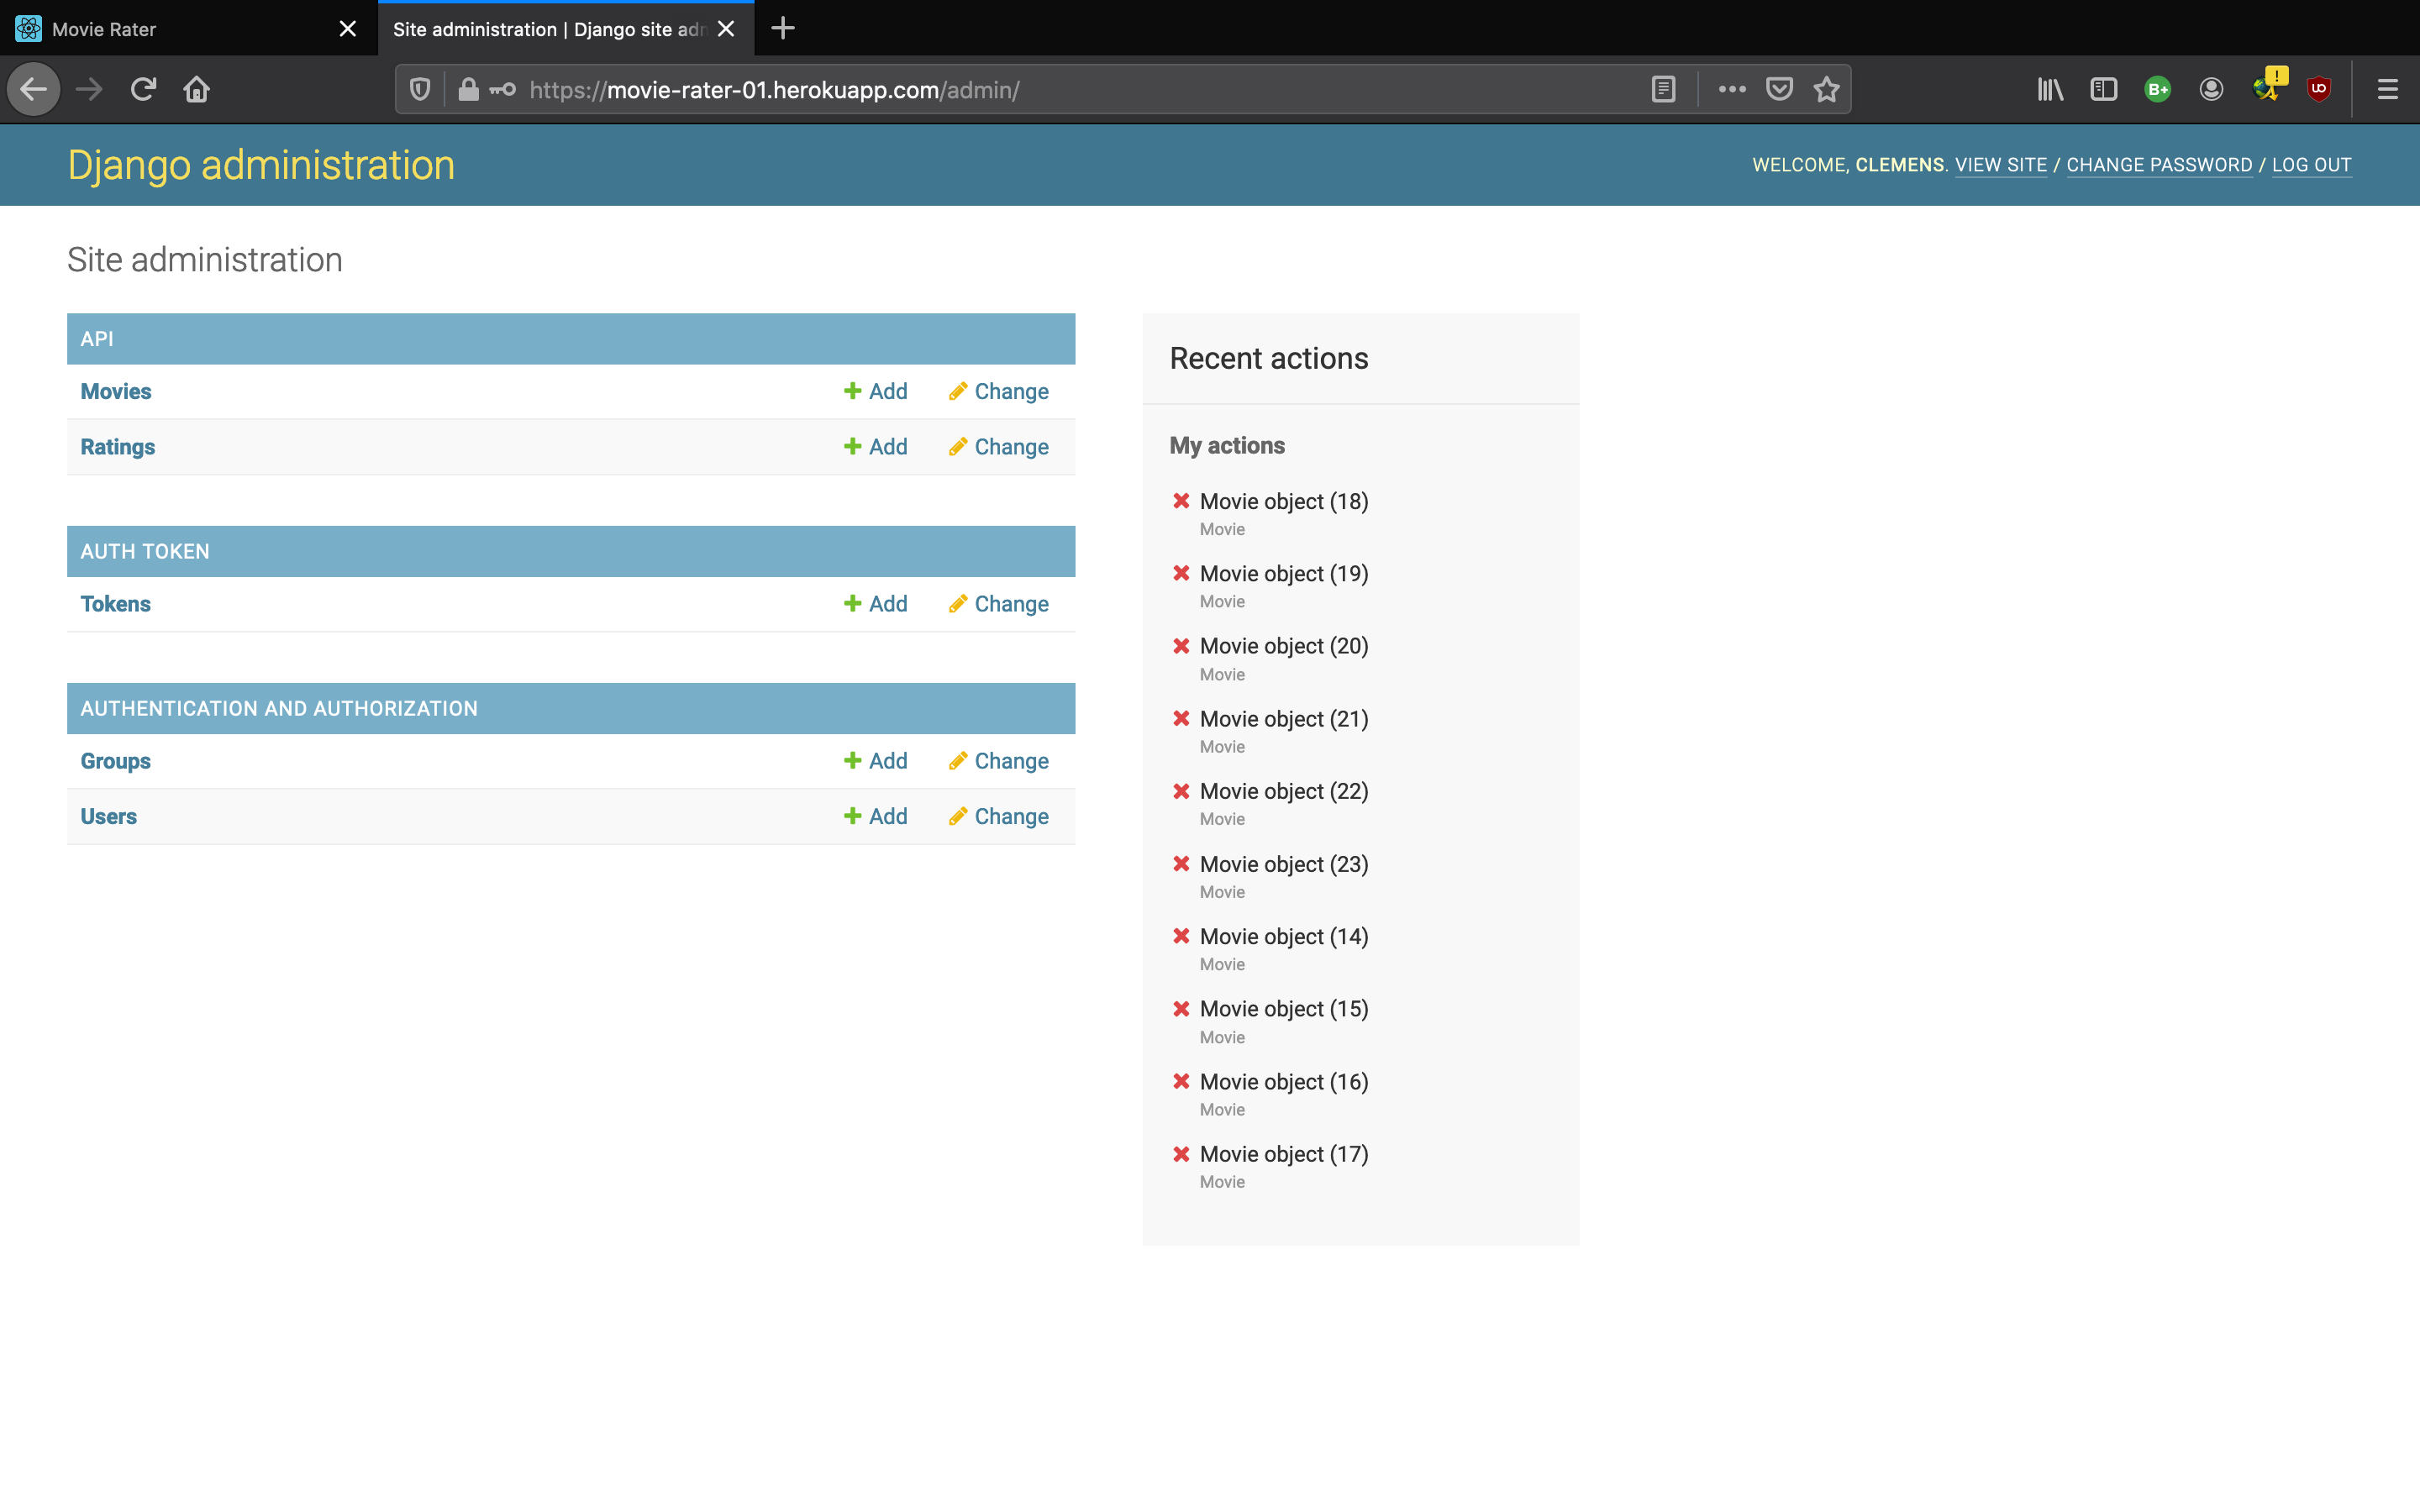 Movie Rater
Site administration | Django site adm
https://movie-rater-01.herokuapp.com/admin/
Django administration
WELCOME, CLEMENS. VIEW SITE / CHANGE PASSWORD / LOG OUT
Site administration
API
Movies Add Change
Ratings Add Change
AUTH TOKEN
Tokens Add Change
AUTHENTICATION AND AUTHORIZATION
Groups Add Change
Users Add Change
Recent actions
My actions
Movie object (18)
Movie
Movie object (19)
Movie
Movie object (20)
Movie
Movie object (21)
Movie
Movie object (22)
Movie
Movie object (23)
Movie
Movie object (14)
Movie
Movie object (15)
Movie
Movie object (16)
Movie
Movie object (17)
Movie